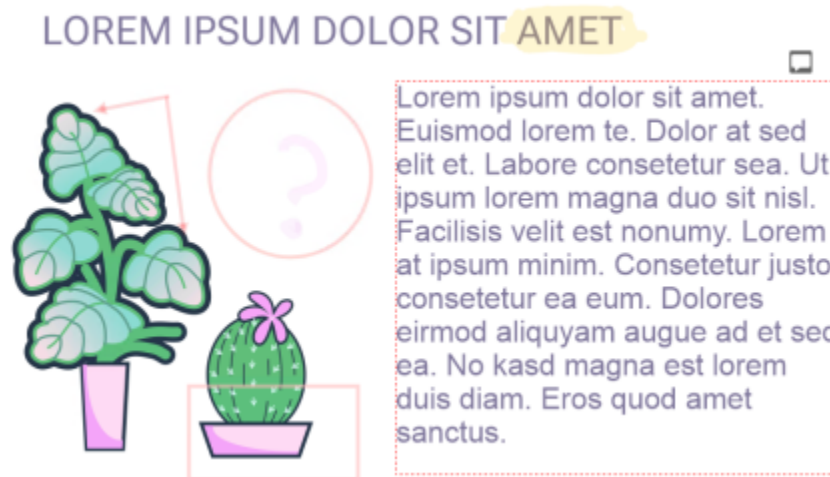 LOREM IPSUM DOLOR SIT AMET
?
Lorem ipsum dolor sit amet.
Euismod lorem te. Dolor at sed
elit et. Labore consetetur sea. Ut
ipsum lorem magna duo sit nisl.
Facilisis velit est nonumy. Lorem
at ipsum minim. Consetetur justo
consetetur ea eum. Dolores
eirmod aliquyam augue ad et sed
ea. No kasd magna est lorem
duis diam. Eros quod amet
sanctus.